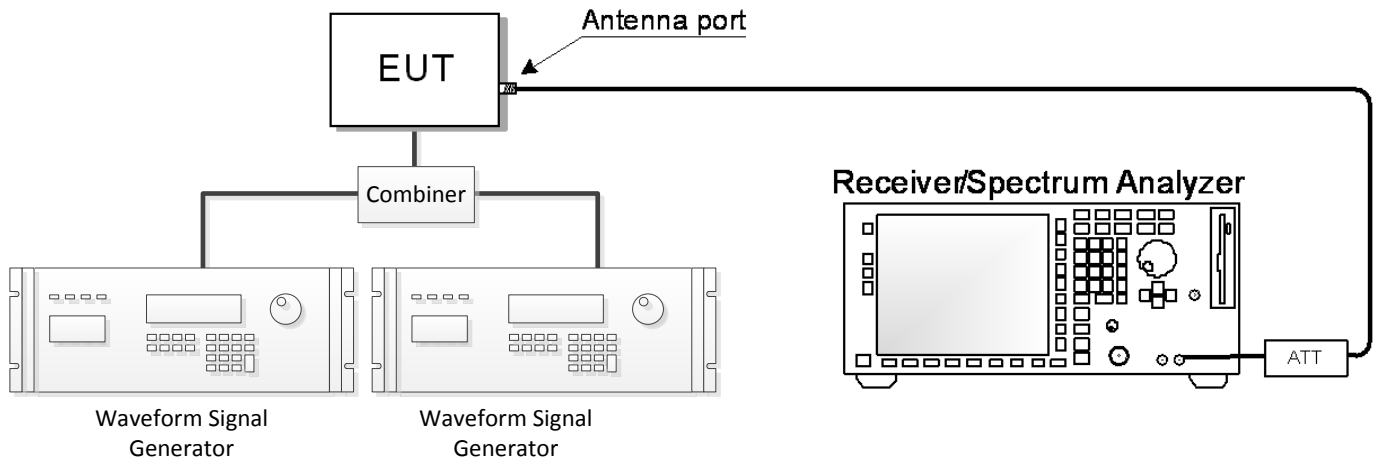 Antenna port
EUT
Combiner
Receiver/Spectrum Analyzer
ATT
Waveform Signal
Generator
Waveform Signal
Generator